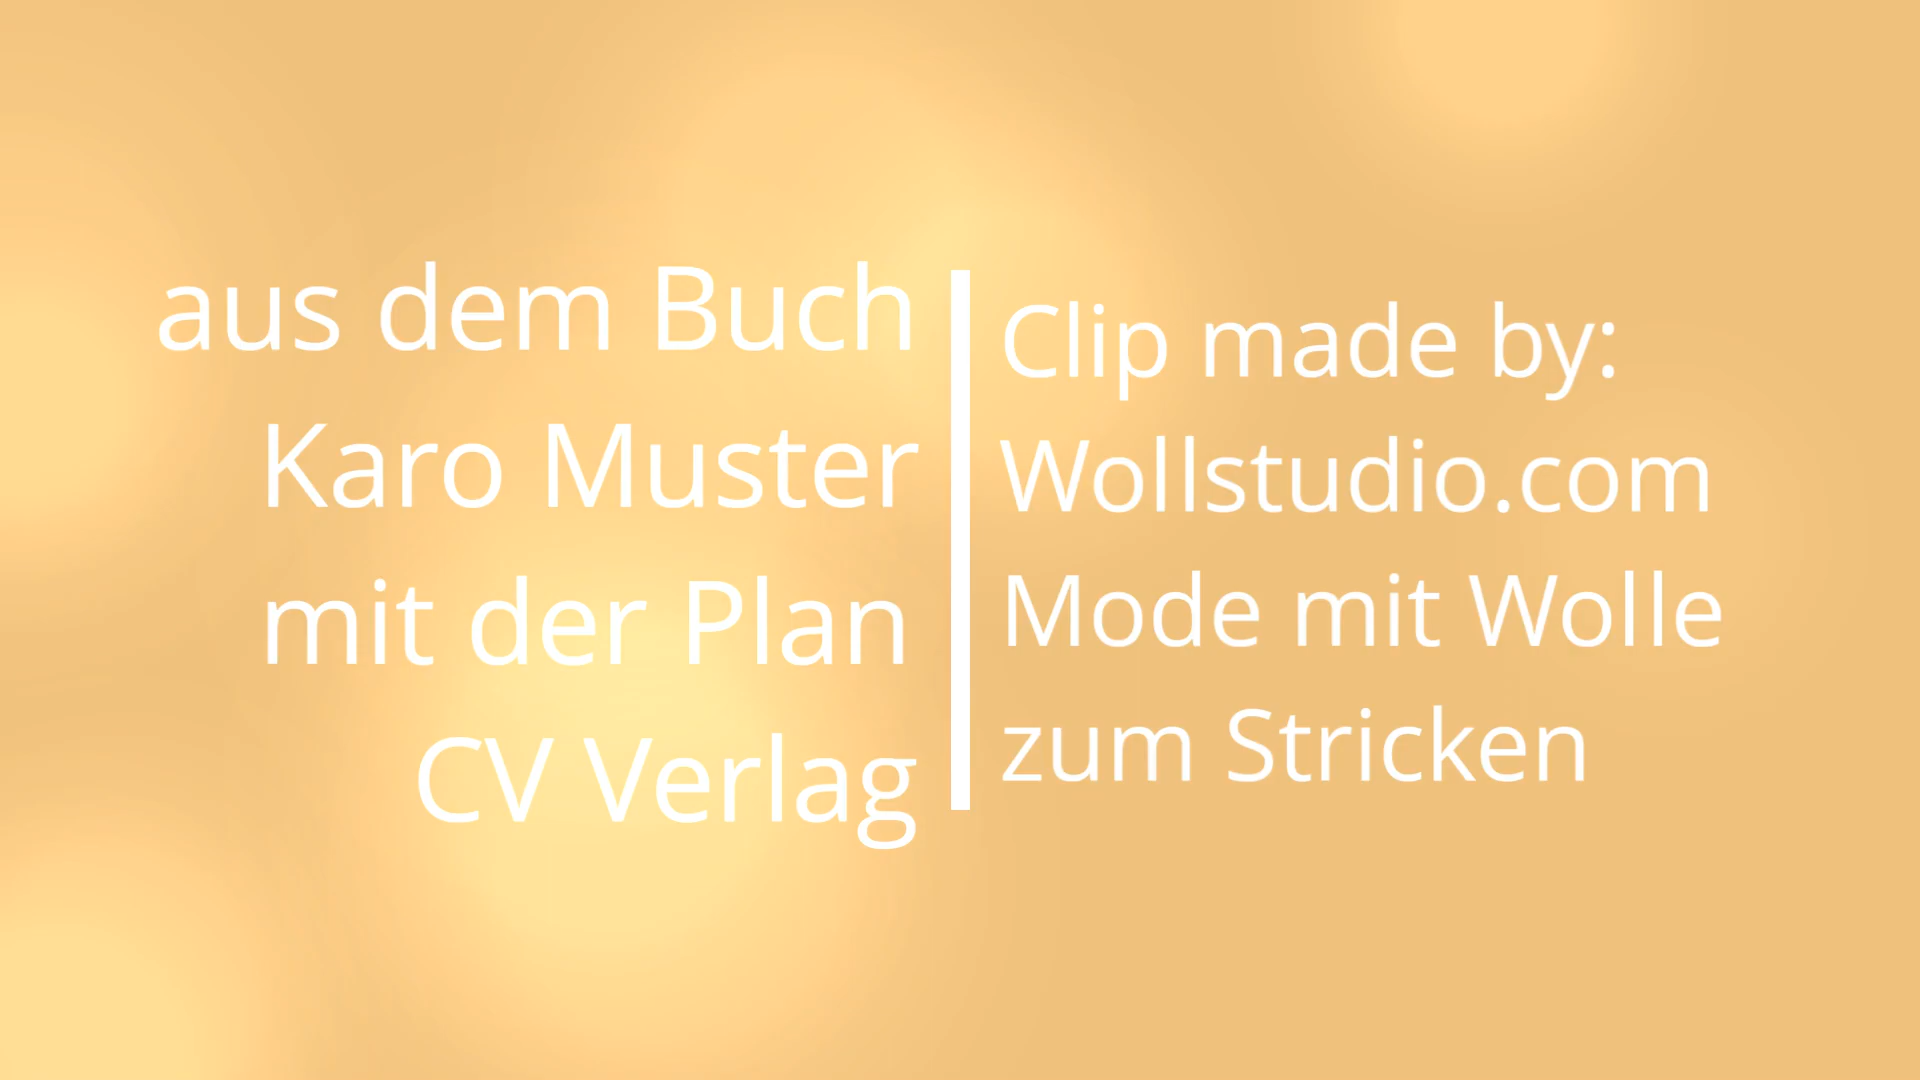 aus dem Buch
Karo Muster
mit der Plan
CV Verlag
Clip made by:
Wollstudio.com
Mode mit Wolle
zum Stricken